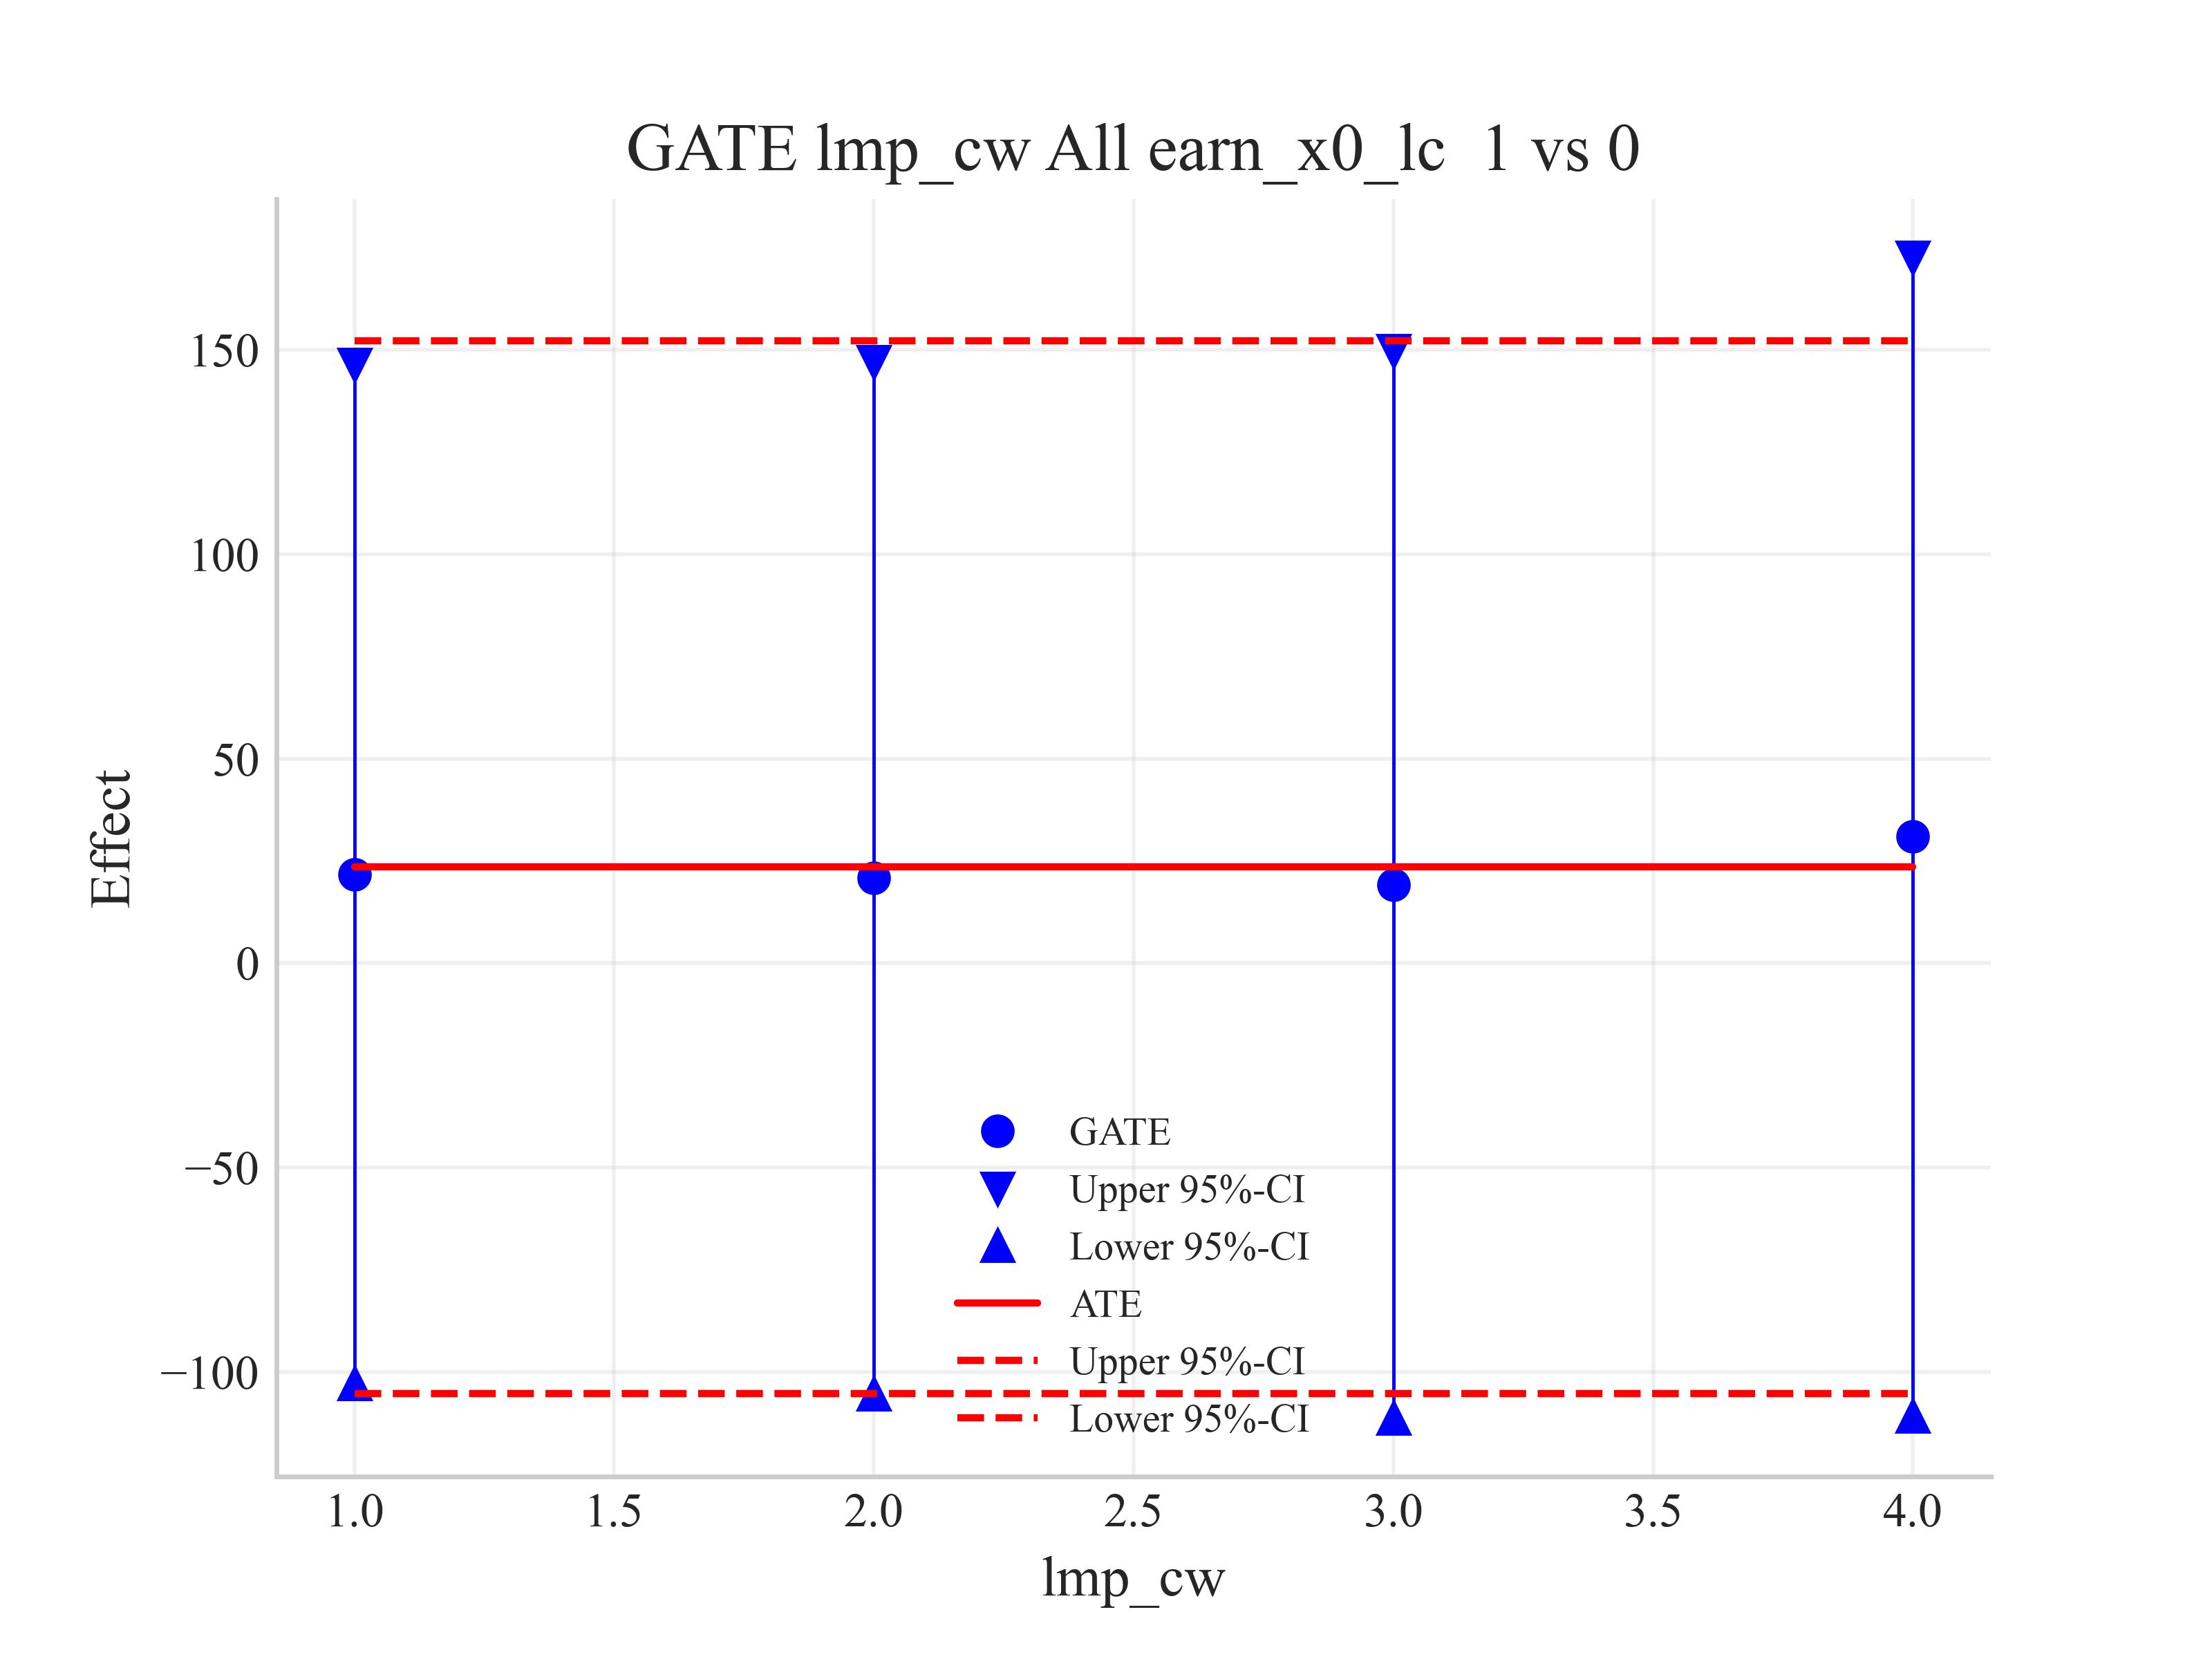 GATE lmp_cw All earn_x0_lc  1 vs 0
Effect
150
100
50
0
−50
−100
GATE
Upper 95%-CI
Lower 95%-CI
ATE
Upper 95%-CI
Lower 95%-CI
1.0 1.5 2.0 2.5 3.0 3.5 4.0
lmp_cw